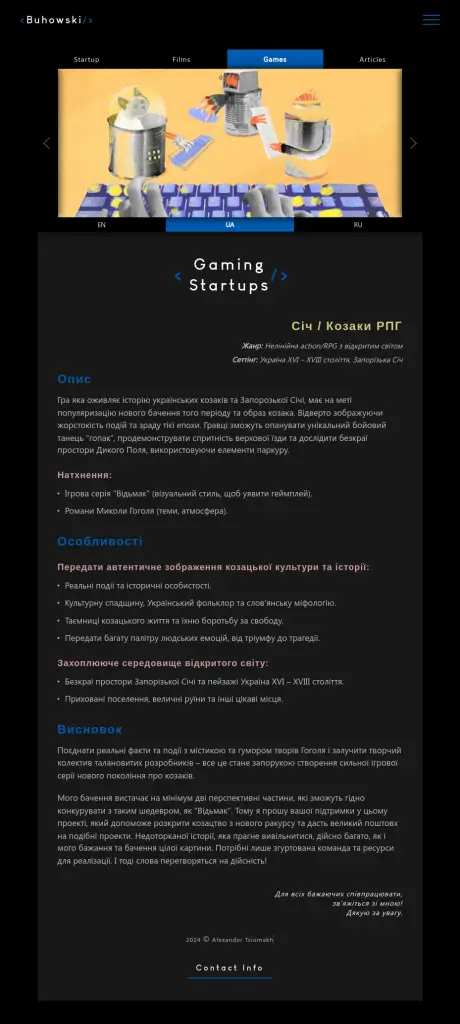 <Buhowski/>
Startup Films Games Articles
EN UA RU
< Gaming
Startups />
Січ / Козаки РПГ
Жанр: Нелінійна action/RPG з відкритим світом
Сеттінг: Україна XVI – XVIII століття, Запорізька Січ
Опис
Гра яка оживляє історію українських козаків та Запорозької Січі, має на меті
популяризацію нового бачення того періоду та образ козака. Відверто зображуючи
жорстокість подій та зраду тієї епохи. Гравці зможуть опанувати унікальний бойовий
танець "гопак", продемонструвати спритність верхової їзди та дослідити безкраї
простори Дикого Поля, використовуючи елементи паркуру.
Натхнення:
• Ігрова серія "Відьмак" (візуальний стиль, щоб уявити геймплей).
• Романи Миколи Гоголя (теми, атмосфера).
Особливості
Передати автентичне зображення козацької культури та історії:
• Реальні події та історичні особистості.
• Культурну спадщину, Український фольклор та слов'янську міфологію.
• Таємниці козацького життя та їхню боротьбу за свободу.
• Передати багату палітру людських емоцій, від тріумфу до трагедії.
Захоплююче середовище відкритого світу:
• Безкраї простори Запорізької Січі та пейзажі Україна XVI – XVIII століття.
• Приховані поселення, величні руїни та інші цікаві місця.
Висновок
Поєднати реальні факти та події з містикою та гумором творів Гоголя і залучити творчий
колектив талановитих розробників – все це стане запорукою створення сильної ігрової
серії нового покоління про козаків.
Мого бачення вистачає на мінімум дві перспективні частини, які зможуть гідно
конкурувати з таким шедевром, як "Відьмак". Тому я прошу вашої підтримки у цьому
проекті, який допоможе розкрити козацтво з нового ракурсу та дасть великий поштовх
на подібні проекти. Недоторканої історії, яка прагне вивільнитися, дійсно багато, як і
мого бажання та бачення цілої картини. Потрібні лише згуртована команда та ресурси
для реалізації. І тоді слова перетворяться на дійсність!
Для всіх бажаючих співпрацювати,
зв'яжіться зі мною!
Дякую за увагу.
2024 © Alexander Tsiomakh
Contact Info